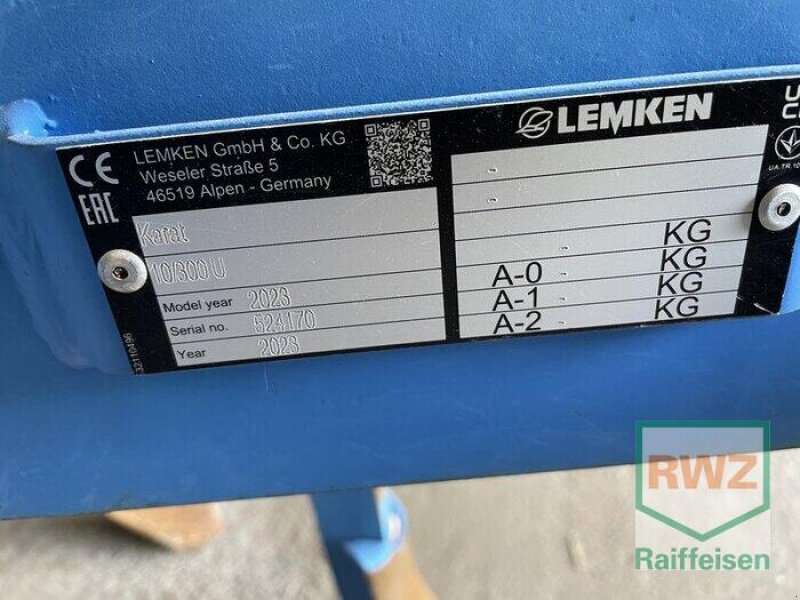 LEMKEN GmbH & Co. KG
Weseler Straße 5
46519 Alpen - Germany
CE
EAC
Karat
10/300 U
Model year 2023
Serial no. 524170
Year 2023
LEMKEN
-
-
- KG
A-0 - KG
A-1 - KG
A-2 - KG
RWZ
Raiffeisen